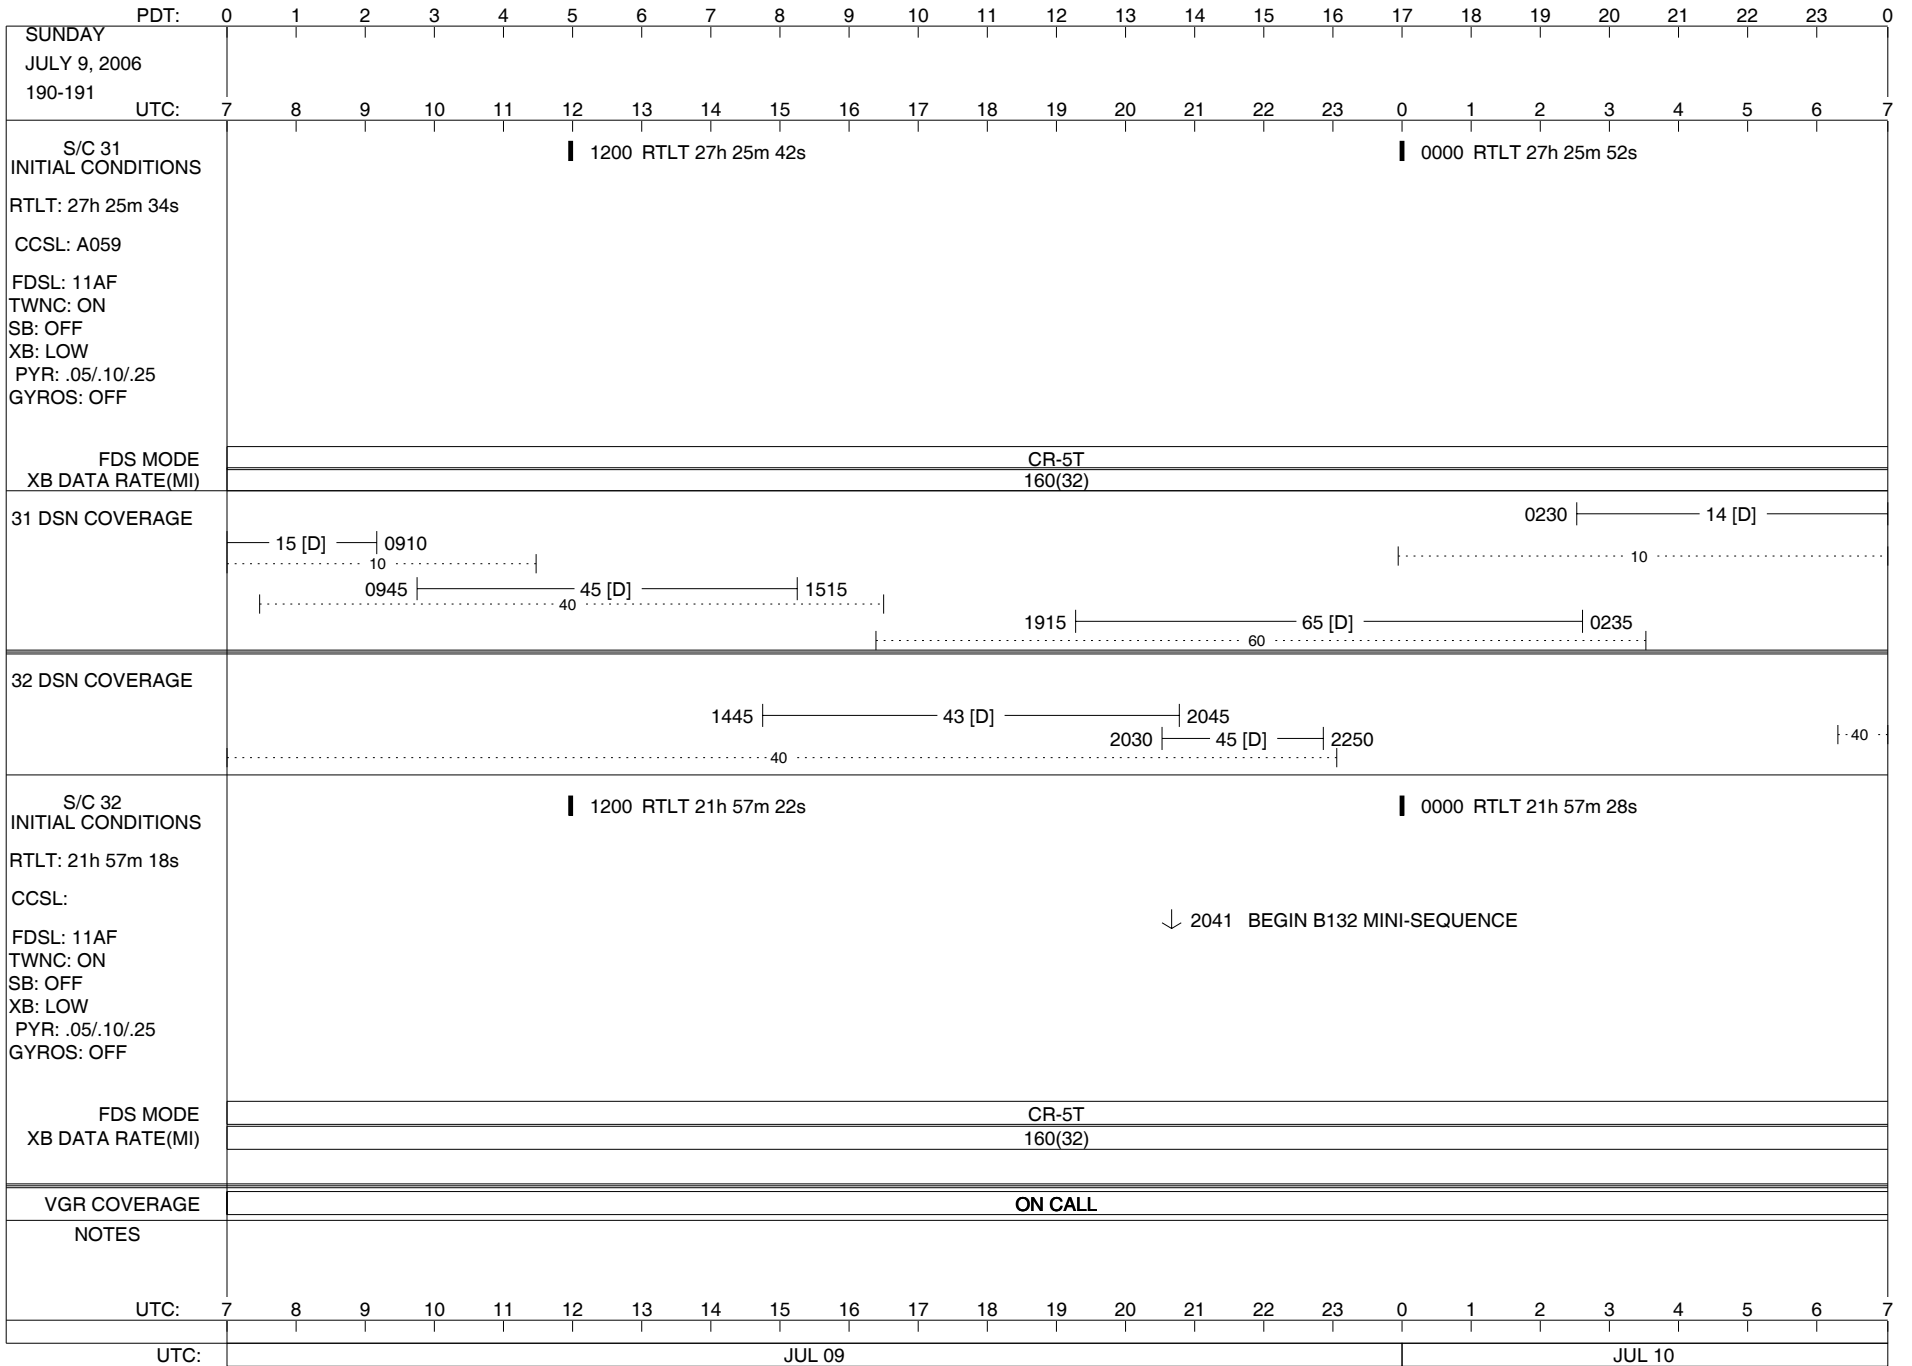 PDT: 0 1 2 3 4 5 6 7 8 9 10 11 12 13 14 15 16 17 18 19 20 21 22 23 0
SUNDAY
JULY 9, 2006
190-191
UTC: 7 8 9 10 11 12 13 14 15 16 17 18 19 20 21 22 23 0 1 2 3 4 5 6 7
S/C 31
INITIAL CONDITIONS
1200 RTLT 27h 25m 42s
0000 RTLT 27h 25m 52s
RTLT: 27h 25m 34s
CCSL: A059
FDSL: 11AF
TWNC: ON
SB: OFF
XB: LOW
PYR: .05/.10/.25
GYROS: OFF
FDS MODE CR-5T
XB DATA RATE(MI) 160(32)
31 DSN COVERAGE
0230 14 [D]
15 [D] 0910
10
10
0945 45 [D] 1515
40
1915 65 [D] 0235
60
32 DSN COVERAGE
1445 43 [D] 2045
2030 45 [D] 2250
40
40
S/C 32
INITIAL CONDITIONS
1200 RTLT 21h 57m 22s
0000 RTLT 21h 57m 28s
RTLT: 21h 57m 18s
CCSL:
2041 BEGIN B132 MINI-SEQUENCE
FDSL: 11AF
TWNC: ON
SB: OFF
XB: LOW
PYR: .05/.10/.25
GYROS: OFF
FDS MODE CR-5T
XB DATA RATE(MI) 160(32)
VGR COVERAGE ON CALL
NOTES
UTC: 7 8 9 10 11 12 13 14 15 16 17 18 19 20 21 22 23 0 1 2 3 4 5 6 7
UTC: JUL 09 JUL 10